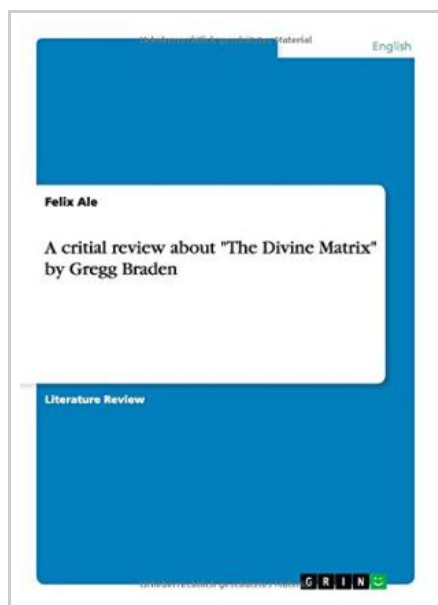 English
Felix Ale
A critial review about "The Divine Matrix"
by Gregg Braden
Literature Review
GRIN